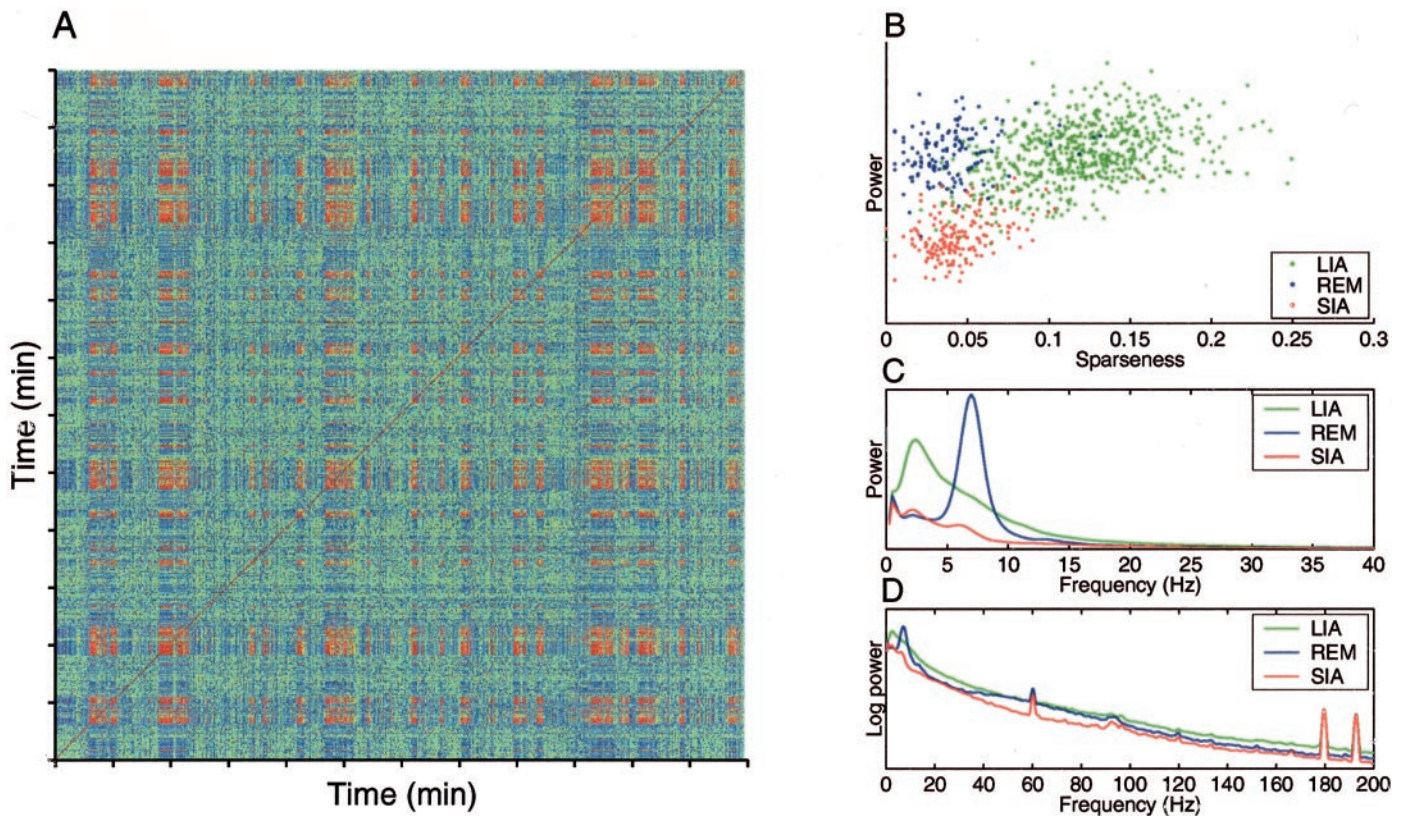 A
Time (min)
Time (min)
B
Power
LIA
REM
SIA
0 0.05 0.1 0.15 0.2 0.25 0.3
Sparseness
C
Power
LIA
REM
SIA
0 5 10 15 20 25 30 35 40
Frequency (Hz)
D
Log power
LIA
REM
SIA
0 20 40 60 80 100 120 140 160 180 200
Frequency (Hz)